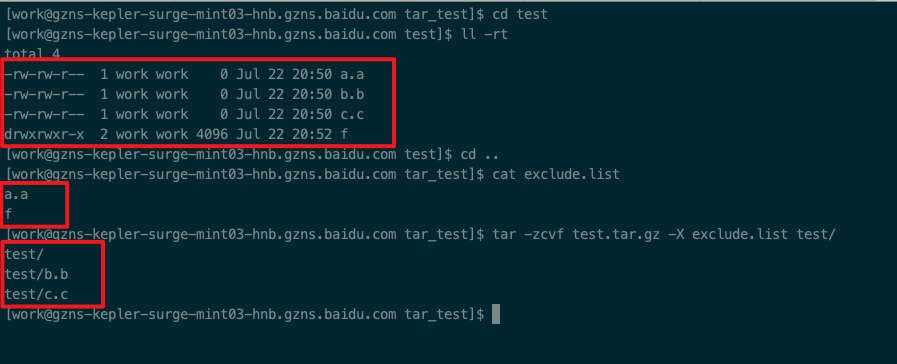 [work@gzns-kepler-surge-mint03-hnb.gzns.baidu.com tar_test]$ cd test
[work@gzns-kepler-surge-mint03-hnb.gzns.baidu.com test]$ ll -rt
total 4
-rw-rw-r--  1 work work    0 Jul 22 20:50 a.a
-rw-rw-r--  1 work work    0 Jul 22 20:50 b.b
-rw-rw-r--  1 work work    0 Jul 22 20:50 c.c
drwxrwxr-x  2 work work 4096 Jul 22 20:52 f
[work@gzns-kepler-surge-mint03-hnb.gzns.baidu.com test]$ cd ..
[work@gzns-kepler-surge-mint03-hnb.gzns.baidu.com tar_test]$ cat exclude.list
a.a
f
[work@gzns-kepler-surge-mint03-hnb.gzns.baidu.com tar_test]$ tar -zcvf test.tar.gz -X exclude.list test/
test/
test/b.b
test/c.c
[work@gzns-kepler-surge-mint03-hnb.gzns.baidu.com tar_test]$